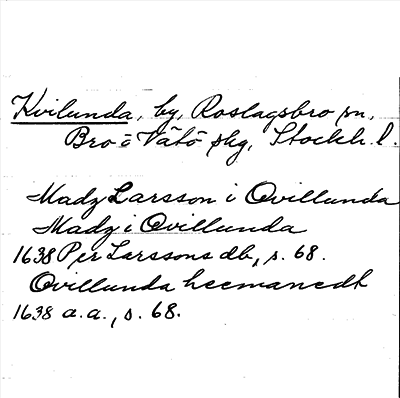 Kvilunda, by, Roslagsbro sn,
Bro o Vätö skg, Stockh. l.
Madz Larsson i Qvillunda
Madz i Qvillunda
1638 Per Larssons db, s. 68.
Qvillunda heemanedh
1638 a.a., s. 68.